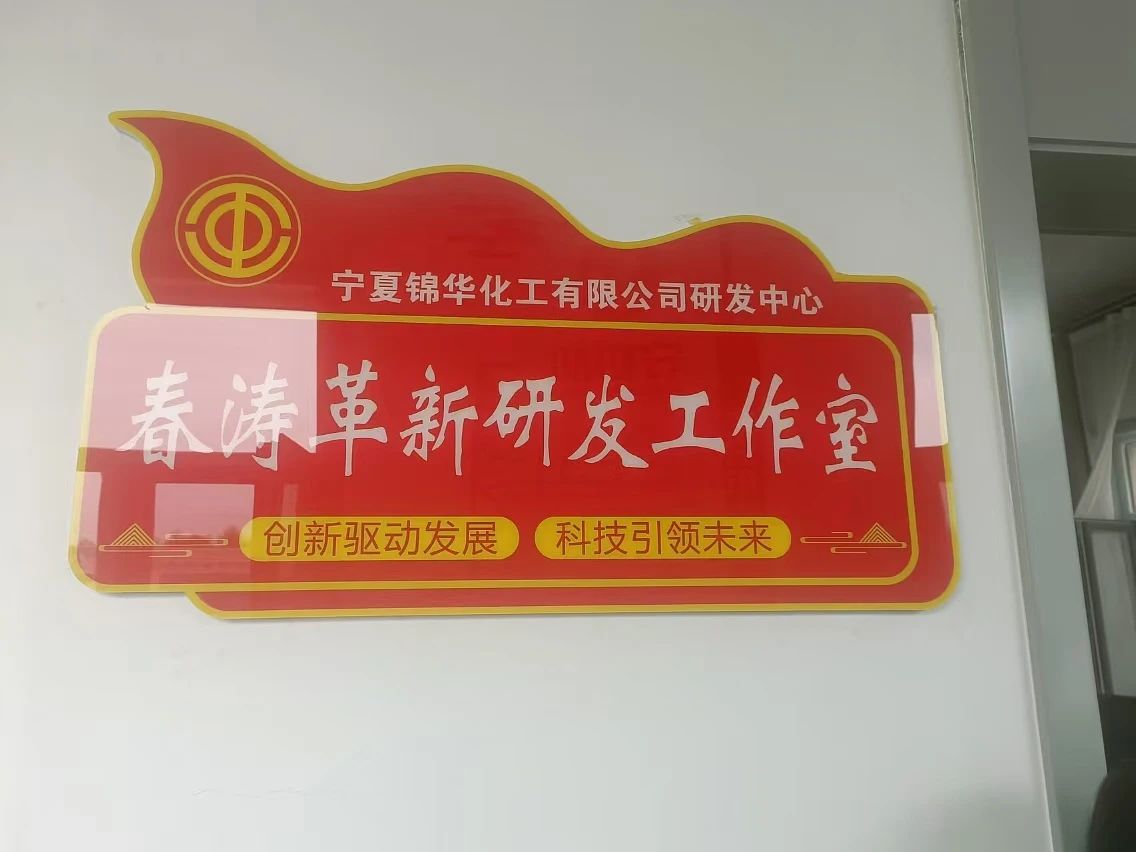 宁夏锦华化工有限公司研发中心
春涛革新研发工作室
创新驱动发展 科技引领未来